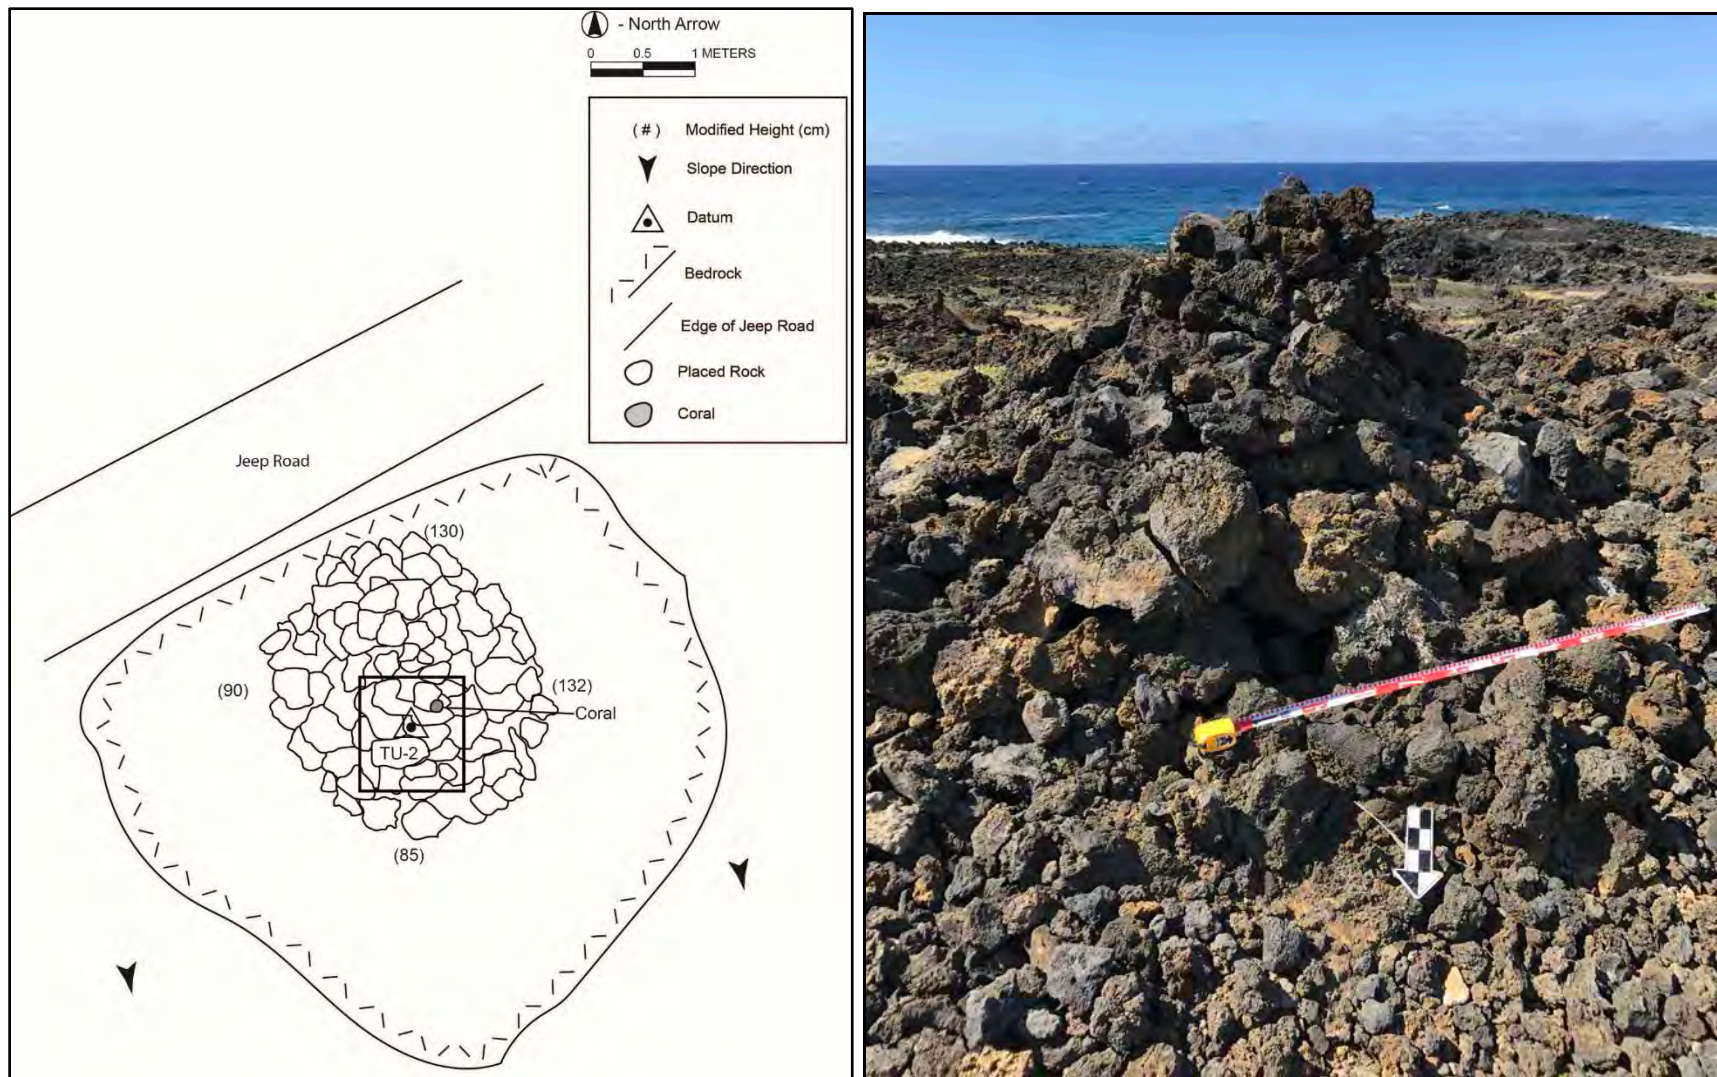 - North Arrow
0 0.5 1 METERS
(#) Modified Height (cm)
Slope Direction
Datum
Bedrock
Edge of Jeep Road
Placed Rock
Coral
Jeep Road
(130)
(90)
(132)
Coral
TU-2
(85)